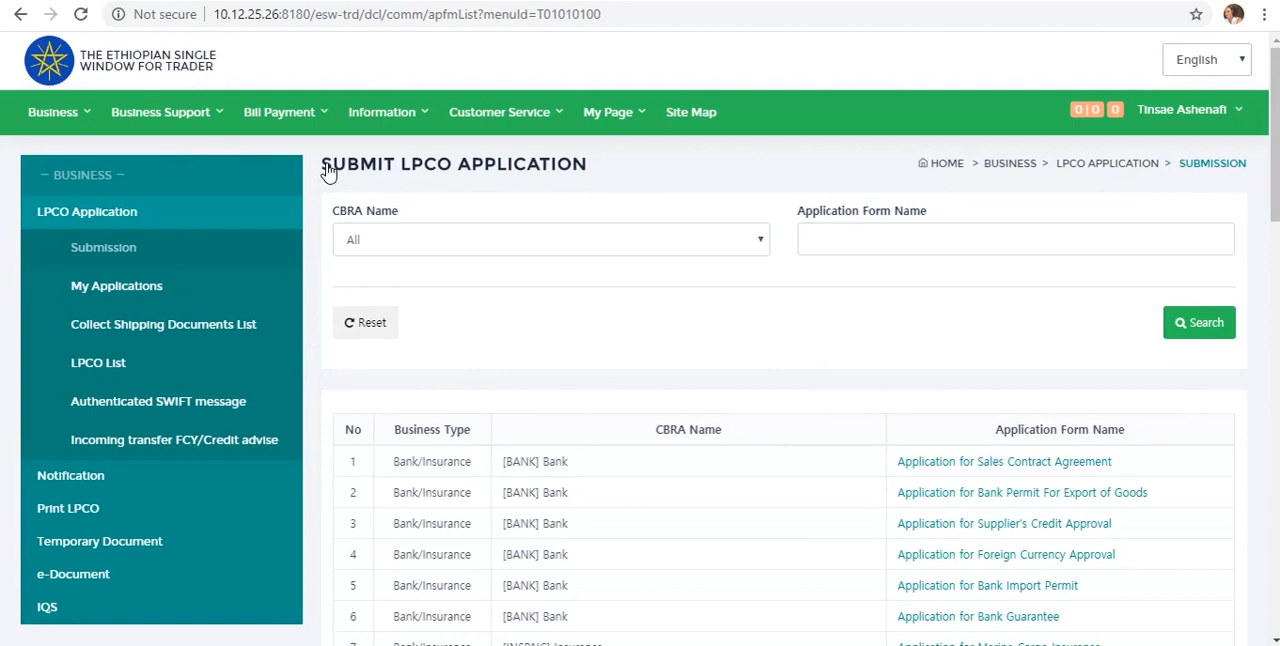 Not secure 10.12.25.26:8180/esw-trd/dcl/comm/apfmList?menuId=T01010100
THE ETHIOPIAN SINGLE
WINDOW FOR TRADER
English
Business Business Support Bill Payment Information Customer Service My Page Site Map 0 | 0 0 Tinsae Ashenafi
– BUSINESS –
LPCO Application
Submission
My Applications
Collect Shipping Documents List
LPCO List
Authenticated SWIFT message
Incoming transfer FCY/Credit advise
Notification
Print LPCO
Temporary Document
e-Document
IQS
SUBMIT LPCO APPLICATION
HOME > BUSINESS > LPCO APPLICATION > SUBMISSION
CBRA Name Application Form Name
All
Reset Search
No Business Type CBRA Name Application Form Name
1 Bank/Insurance [BANK] Bank Application for Sales Contract Agreement
2 Bank/Insurance [BANK] Bank Application for Bank Permit For Export of Goods
3 Bank/Insurance [BANK] Bank Application for Supplier's Credit Approval
4 Bank/Insurance [BANK] Bank Application for Foreign Currency Approval
5 Bank/Insurance [BANK] Bank Application for Bank Import Permit
6 Bank/Insurance [BANK] Bank Application for Bank Guarantee